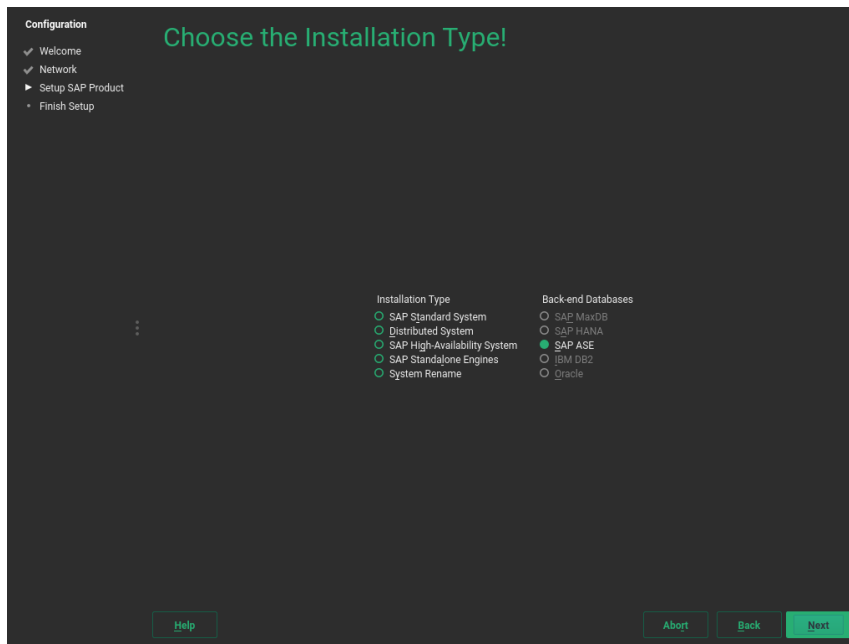 Configuration
Welcome
Network
Setup SAP Product
Finish Setup
Choose the Installation Type!
Installation Type
SAP Standard System
Distributed System
SAP High-Availability System
SAP Standalone Engines
System Rename
Back-end Databases
SAP MaxDB
SAP HANA
SAP ASE
IBM DB2
Oracle
Help
Abort
Back
Next